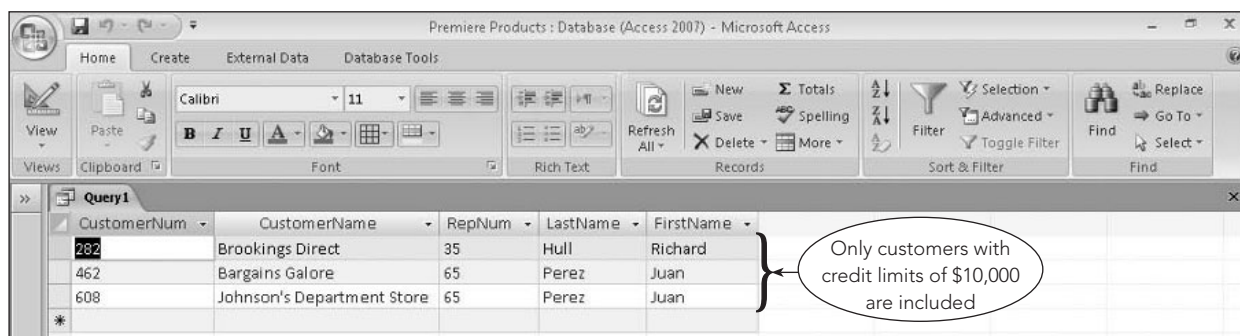 Premiere Products : Database (Access 2007) - Microsoft Access
Home Create External Data Database Tools
View
Views
Paste
Clipboard
Calibri 11
B I U A
Font
Rich Text
Refresh All
New
Save
Delete
Σ Totals
Spelling
More
Records
Filter
Selection
Advanced
Toggle Filter
Sort & Filter
Find
Replace
Go To
Select
Find
Query1
CustomerNum CustomerName RepNum LastName FirstName
282 Brookings Direct 35 Hull Richard
462 Bargains Galore 65 Perez Juan
608 Johnson's Department Store 65 Perez Juan
*
Only customers with
credit limits of $10,000
are included